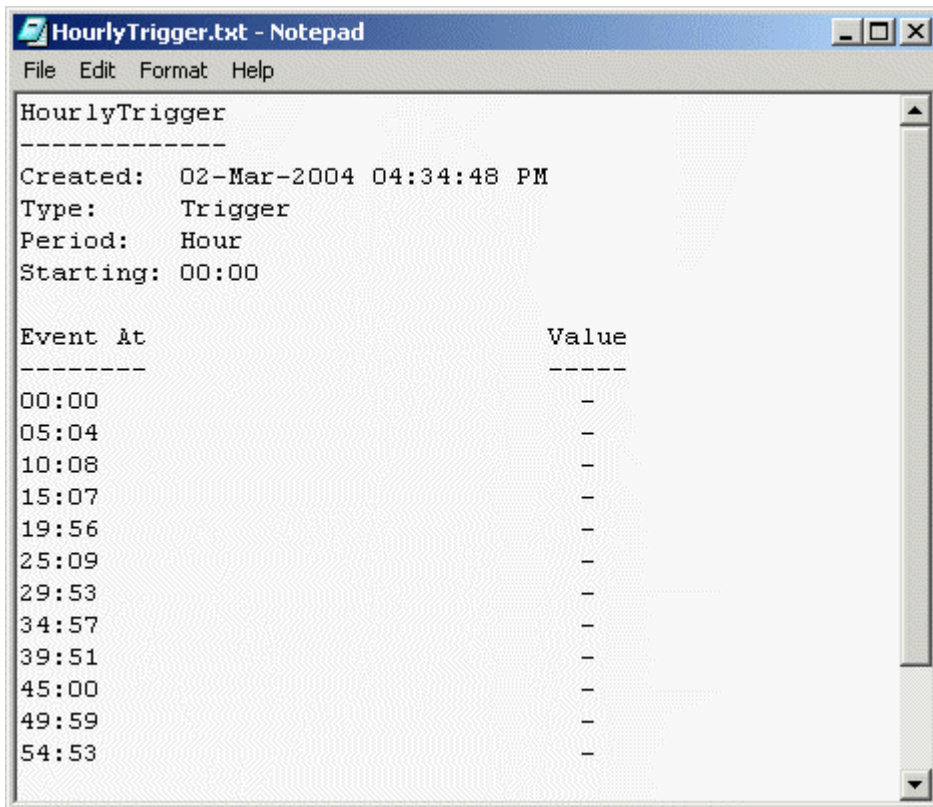 HourlyTrigger.txt - Notepad
File Edit Format Help
HourlyTrigger
-------------
Created:  02-Mar-2004 04:34:48 PM
Type:     Trigger
Period:   Hour
Starting: 00:00
Event At                          Value
--------                          -----
00:00                               -
05:04                               -
10:08                               -
15:07                               -
19:56                               -
25:09                               -
29:53                               -
34:57                               -
39:51                               -
45:00                               -
49:59                               -
54:53                               -